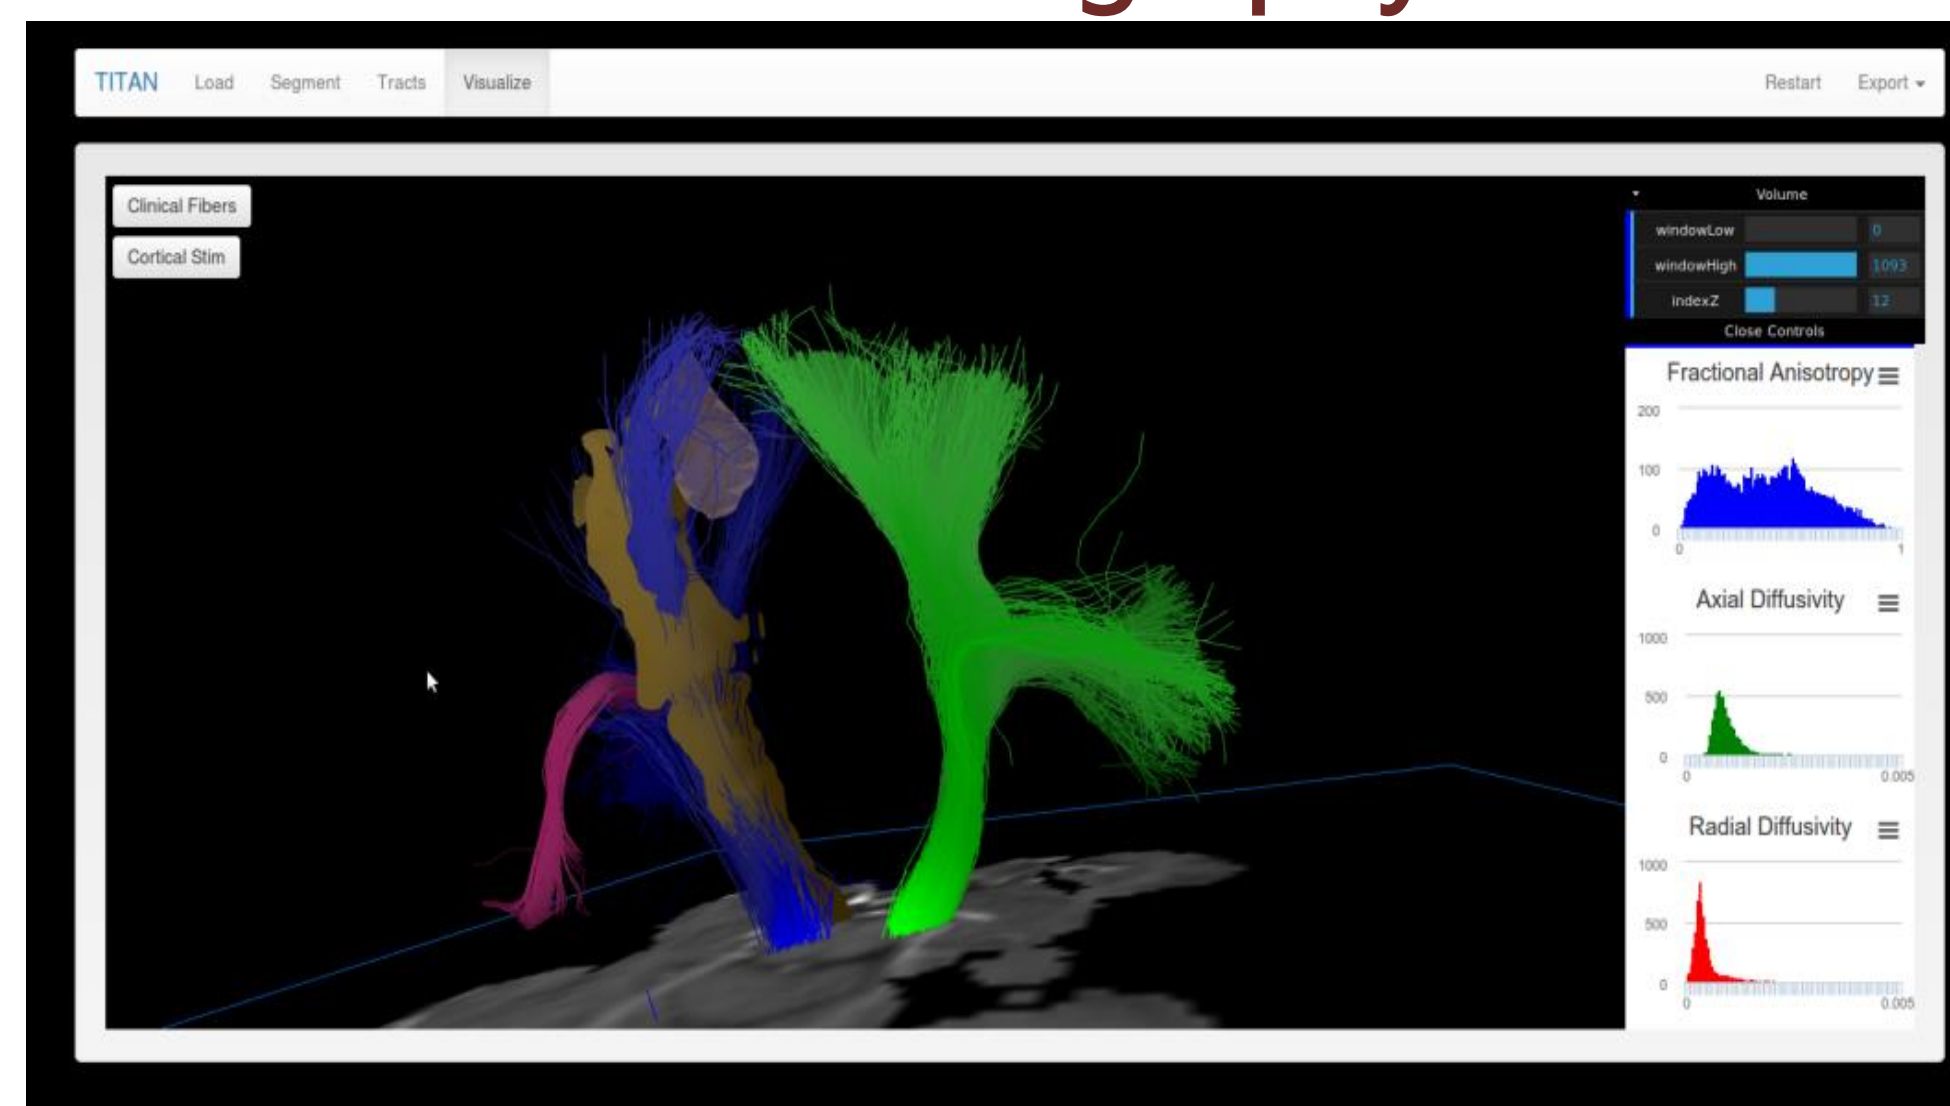 TITAN Load Segment Tracts Visualize Restart Export
Clinical Fibers
Cortical Stim
Volume
windowLow 0
windowHigh 1093
indexZ 12
Close Controls
Fractional Anisotropy
200
100
0
0 1
Axial Diffusivity
1000
500
0
0 0.005
Radial Diffusivity
1000
500
0
0 0.005